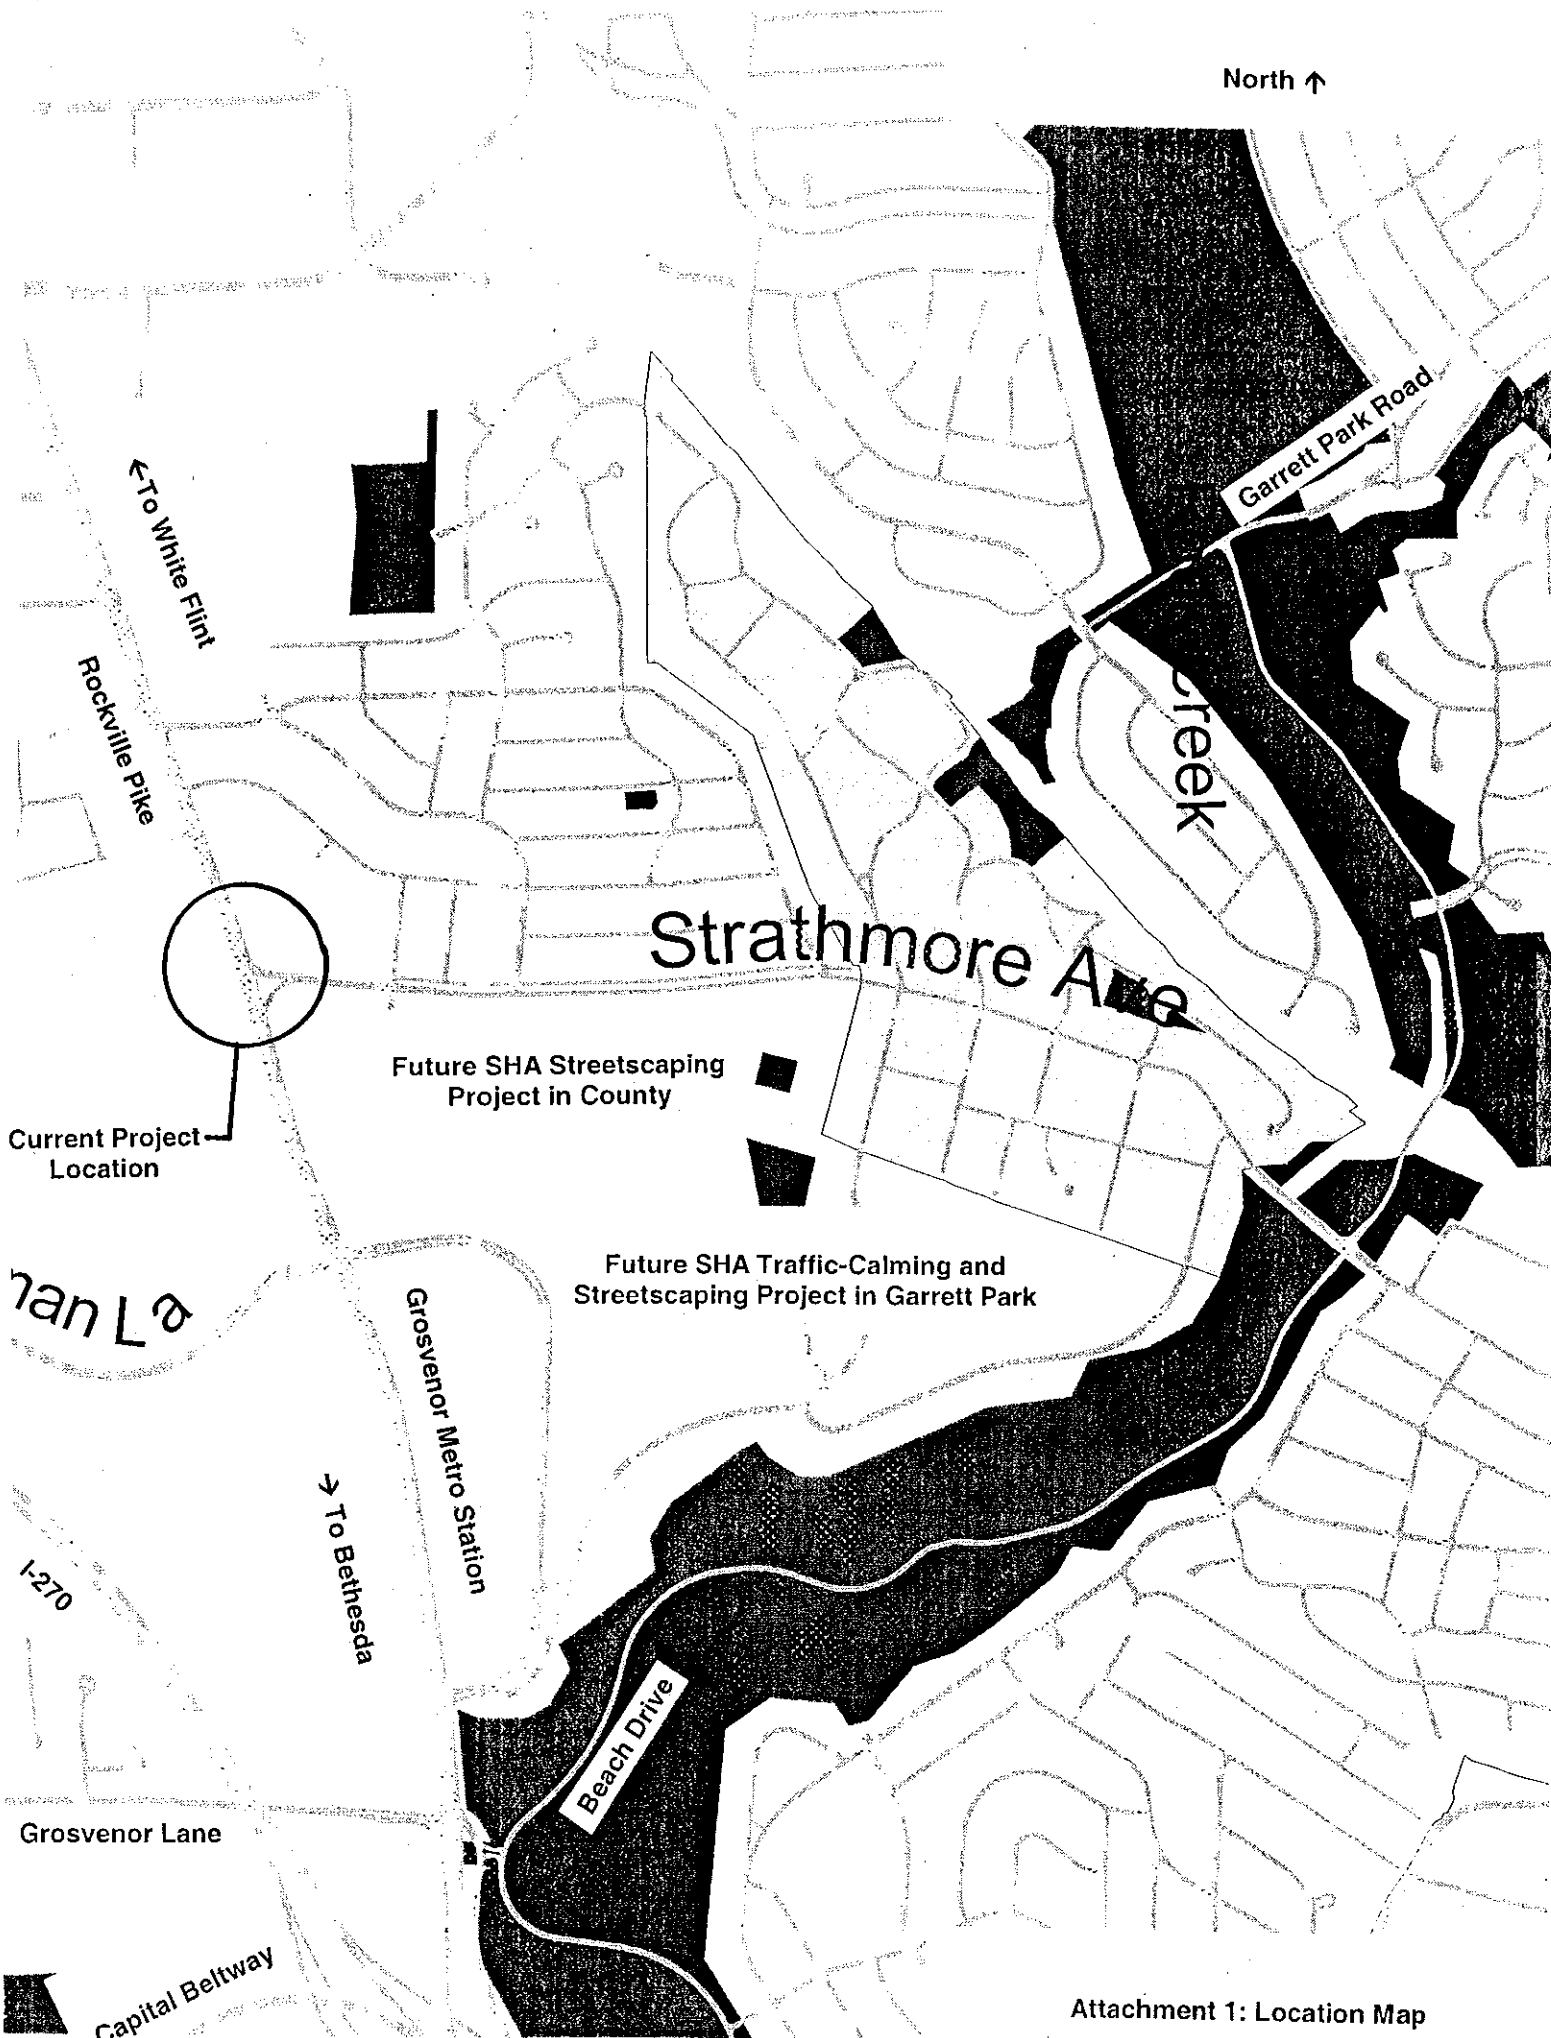 North ↑
Garrett Park Road
←To White Flint
Rockville Pike
Creek
Strathmore Ave
Future SHA Streetscaping
Project in County
Current Project
Location
Future SHA Traffic-Calming and
Streetscaping Project in Garrett Park
man La
Grosvenor Metro Station
→ To Bethesda
I-270
Beach Drive
Grosvenor Lane
Capital Beltway
Attachment 1: Location Map